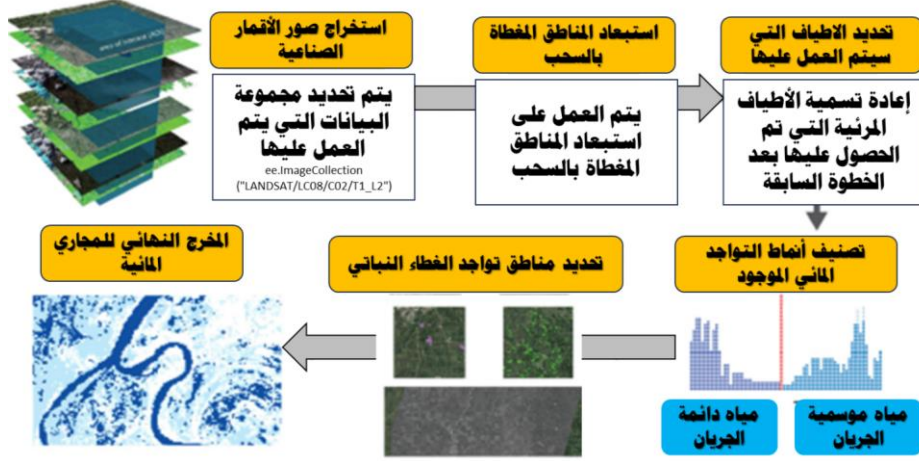 استخراج صور الأقمار
الصناعية
يتم تحديد مجموعة
البيانات التي يتم
العمل عليها
ee.ImageCollection
("LANDSAT/LC08/C02/T1_L2")
استبعاد المناطق المغطاة
بالسحب
يتم العمل على
استبعاد المناطق
المغطاة بالسحب
تحديد الاطياف التي
سيتم العمل عليها
إعادة تسمية الأطياف
المرئية التي تم
الحصول عليها بعد
الخطوة السابقة
تصنيف أنماط التواجد
المائي الموجود
مياه موسمية
الجريان
مياه دائمة
الجريان
تحديد مناطق تواجد الغطاء النباتي
المخرج النهائي للمجاري
المائية